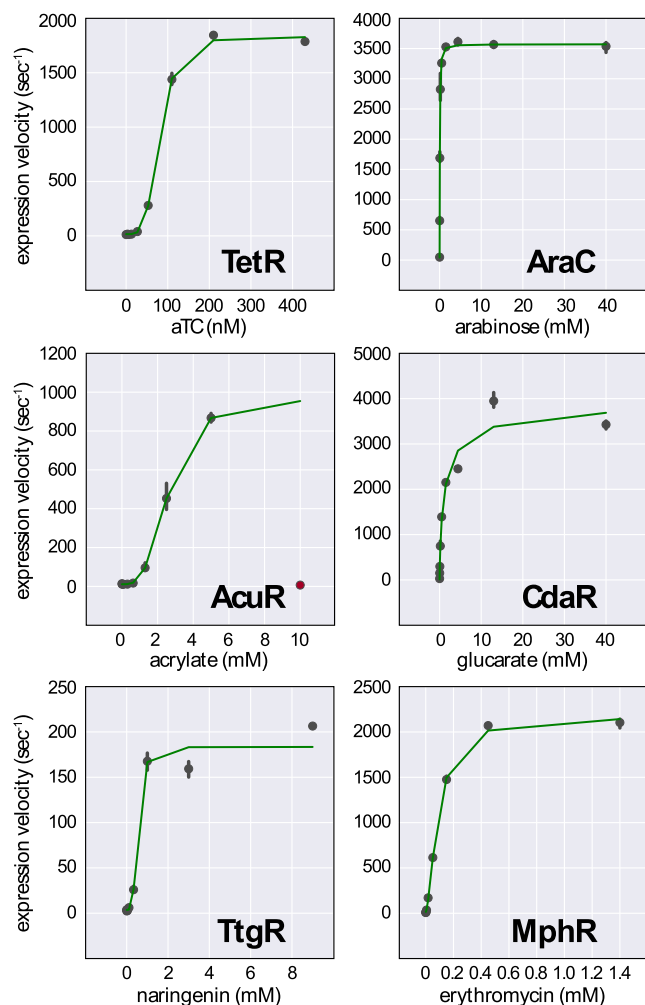 expression velocity (sec⁻¹)
2000
1500
1000
500
0
TetR
0 100 200 300 400
aTC (nM)
4000
3500
3000
2500
2000
1500
1000
500
0
AraC
0 10 20 30 40
arabinose (mM)
expression velocity (sec⁻¹)
1200
1000
800
600
400
200
0
AcuR
0 2 4 6 8 10
acrylate (mM)
5000
4000
3000
2000
1000
0
CdaR
0 10 20 30 40
glucarate (mM)
expression velocity (sec⁻¹)
250
200
150
100
50
0
TtgR
0 2 4 6 8
naringenin (mM)
2500
2000
1500
1000
500
0
MphR
0 0.2 0.4 0.6 0.8 1.0 1.2 1.4
erythromycin (mM)